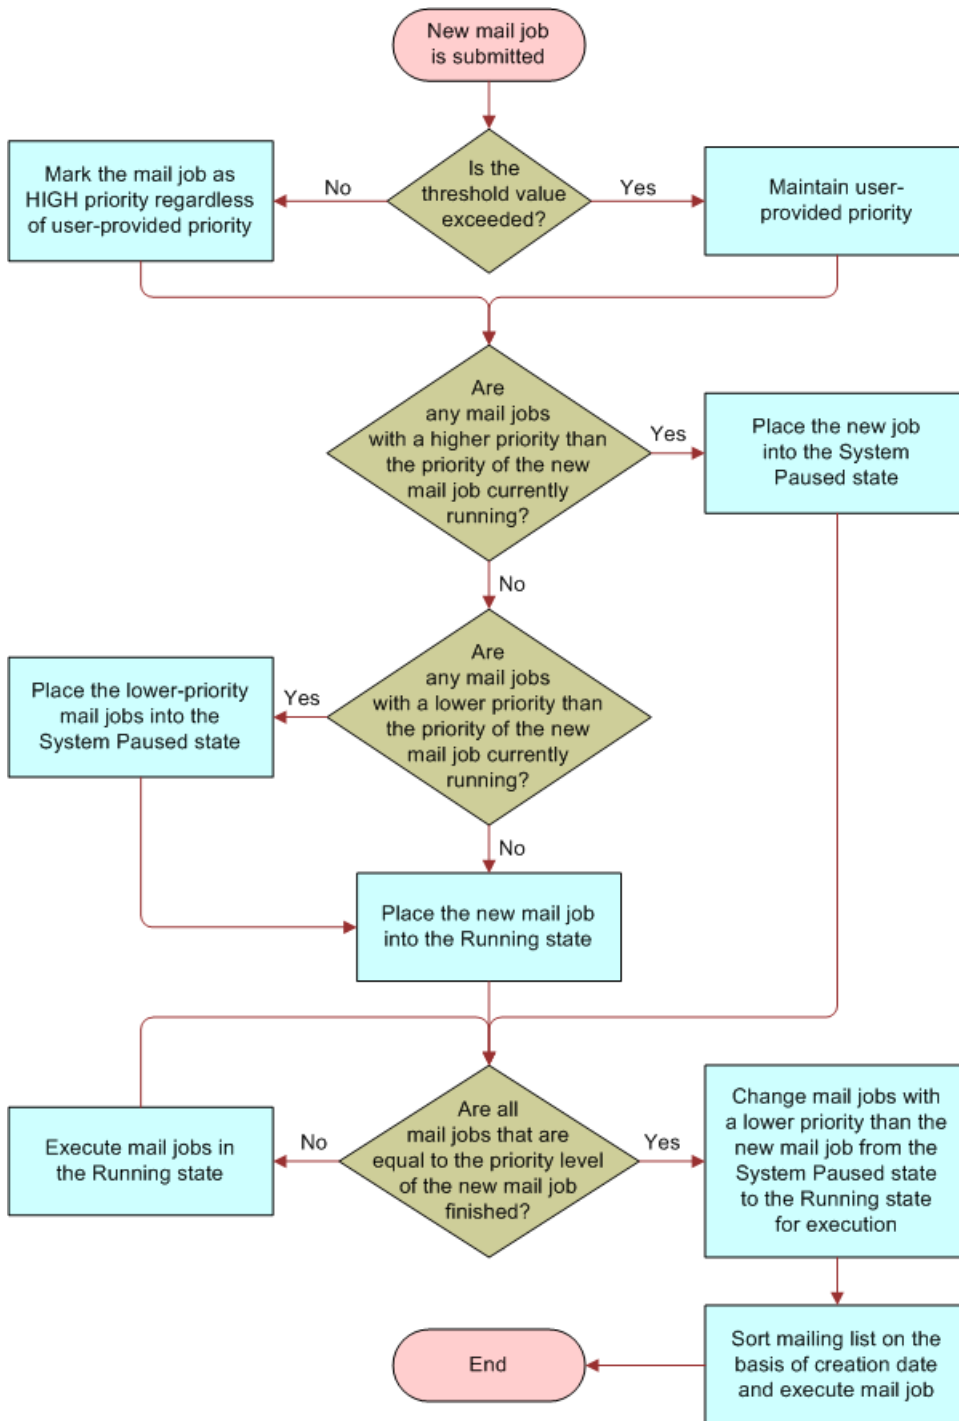 New mail job
is submitted
Is the
threshold value
exceeded?
No
Yes
Mark the mail job as
HIGH priority regardless
of user-provided priority
Maintain user-
provided priority
Are
any mail jobs
with a higher priority than
the priority of the new
mail job currently
running?
Yes
Place the new job
into the System
Paused state
No
Are
any mail jobs
with a lower priority than
the priority of the new
mail job currently
running?
Yes
Place the lower-priority
mail jobs into the
System Paused state
No
Place the new mail job
into the Running state
Are all
mail jobs that are
equal to the priority level
of the new mail job
finished?
No
Execute mail jobs in
the Running state
Yes
Change mail jobs with
a lower priority than the
new mail job from the
System Paused state
to the Running state
for execution
Sort mailing list on the
basis of creation date
and execute mail job
End